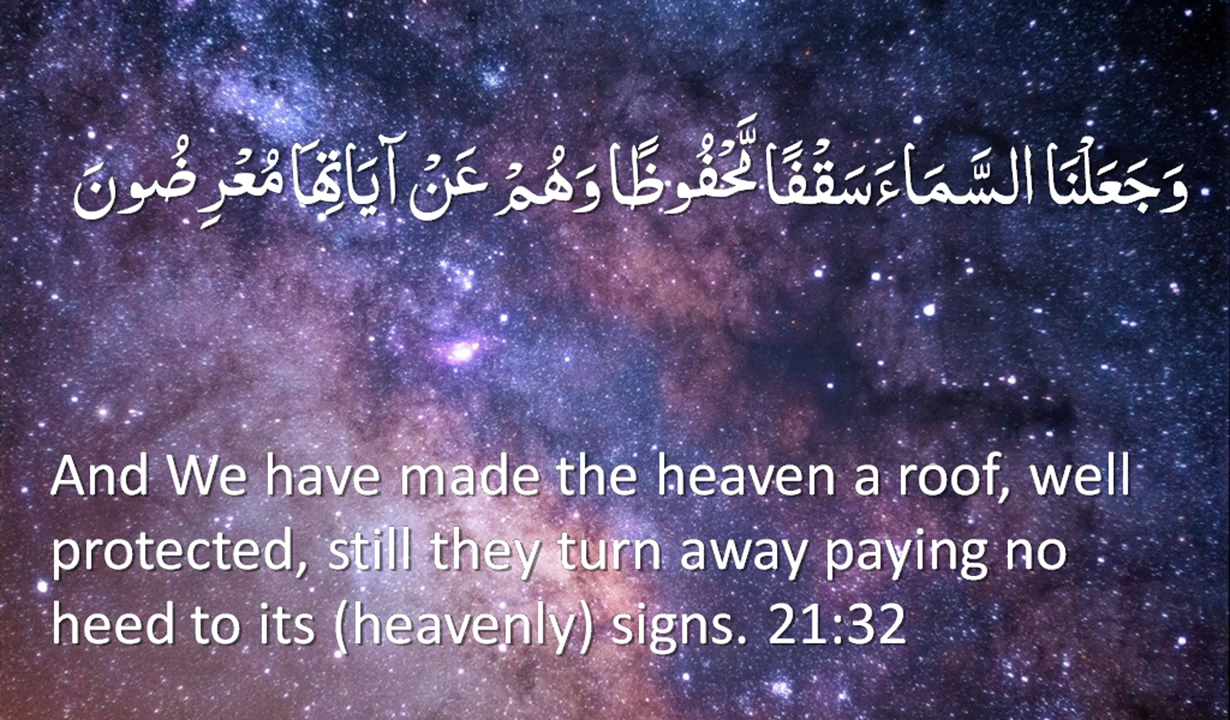 وَجَعَلْنَا السَّمَاءَ سَقْفًا مَّحْفُوظًا وَهُمْ عَنْ آيَاتِهَا مُعْرِضُونَ
And We have made the heaven a roof, well
protected, still they turn away paying no
heed to its (heavenly) signs. 21:32